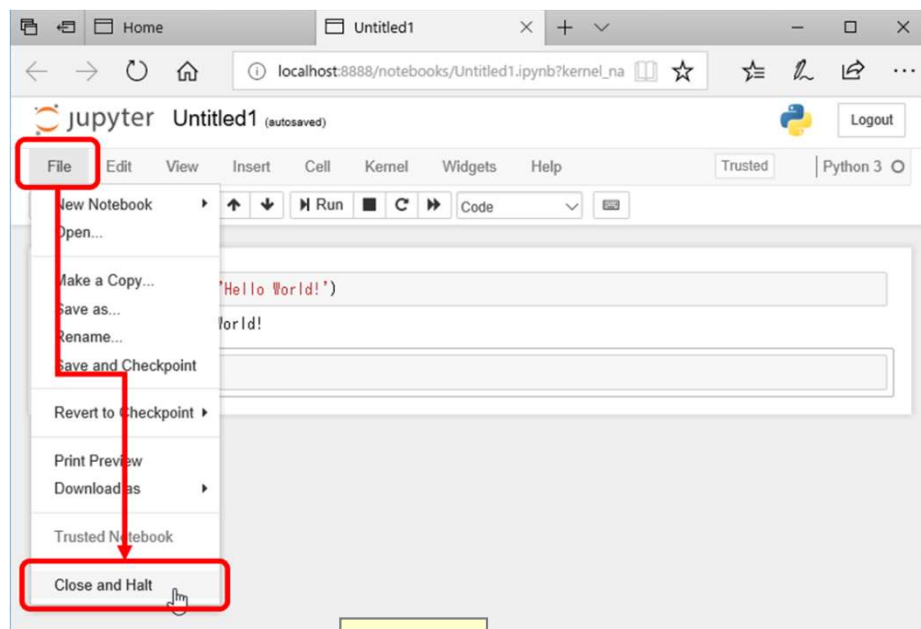 Home
Untitled1
localhost:8888/notebooks/Untitled1.ipynb?kernel_na
jupyter Untitled1 (autosaved)
Logout
File Edit View Insert Cell Kernel Widgets Help Trusted Python 3
New Notebook Run Code
Open...
Make a Copy... 'Hello World!')
Save as...
World!
Rename...
Save and Checkpoint
Revert to Checkpoint
Print Preview
Download as
Trusted Notebook
Close and Halt